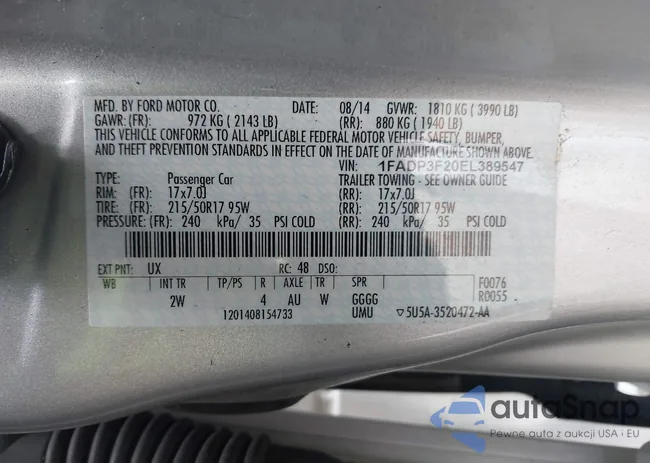 MFD. BY FORD MOTOR CO. DATE: 08/14 GVWR: 1810 KG ( 3990 LB)
GAWR: (FR): 972 KG ( 2143 LB) (RR): 880 KG ( 1940 LB)
THIS VEHICLE CONFORMS TO ALL APPLICABLE FEDERAL MOTOR VEHICLE SAFETY, BUMPER,
AND THEFT PREVENTION STANDARDS IN EFFECT ON THE DATE OF MANUFACTURE SHOWN ABOVE.
VIN: 1FADP3F20EL389547
TYPE: Passenger Car TRAILER TOWING - SEE OWNER GUIDE
RIM: (FR): 17x7.0J (RR): 17x7.0J
TIRE: (FR): 215/50R17 95W (RR): 215/50R17 95W
PRESSURE: (FR): 240 kPa/ 35 PSI COLD (RR): 240 kPa/ 35 PSI COLD
EXT PNT: UX RC: 48 DSO:
WB INT TR TP/PS R AXLE TR SPR F0076
2W 4 AU W GGGG R0055
1201408154733 UMU ▽5U5A-3520472-AA
autoSnap
Pewne auta z aukcji USA i EU